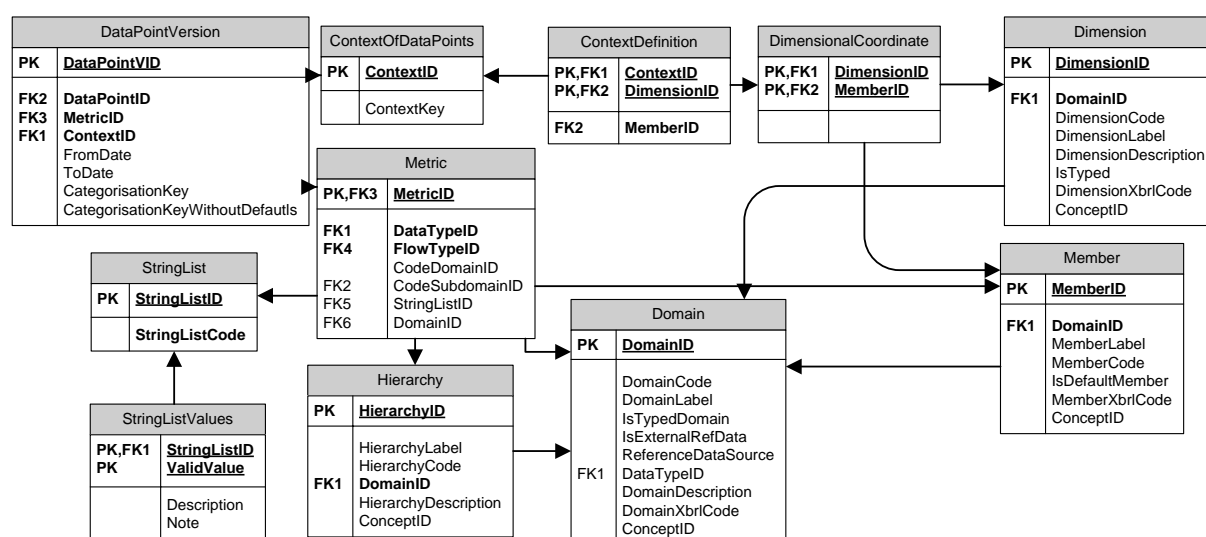 DataPointVersion
PK DataPointVID
FK2 DataPointID
FK3 MetricID
FK1 ContextID
FromDate
ToDate
CategorisationKey
CategorisationKeyWithoutDefautls
ContextOfDataPoints
PK ContextID
ContextKey
ContextDefinition
PK,FK1 ContextID
PK,FK2 DimensionID
FK2 MemberID
DimensionalCoordinate
PK,FK1 DimensionID
PK,FK2 MemberID
Dimension
PK DimensionID
FK1 DomainID
DimensionCode
DimensionLabel
DimensionDescription
IsTyped
DimensionXbrlCode
ConceptID
Metric
PK,FK3 MetricID
FK1 DataTypeID
FK4 FlowTypeID
CodeDomainID
FK2 CodeSubdomainID
FK5 StringListID
FK6 DomainID
StringList
PK StringListID
StringListCode
Member
PK MemberID
FK1 DomainID
MemberLabel
MemberCode
IsDefaultMember
MemberXbrlCode
ConceptID
Domain
PK DomainID
DomainCode
DomainLabel
IsTypedDomain
IsExternalRefData
ReferenceDataSource
FK1 DataTypeID
DomainDescription
DomainXbrlCode
ConceptID
Hierarchy
PK HierarchyID
HierarchyLabel
HierarchyCode
FK1 DomainID
HierarchyDescription
ConceptID
StringListValues
PK,FK1 StringListID
PK ValidValue
Description
Note